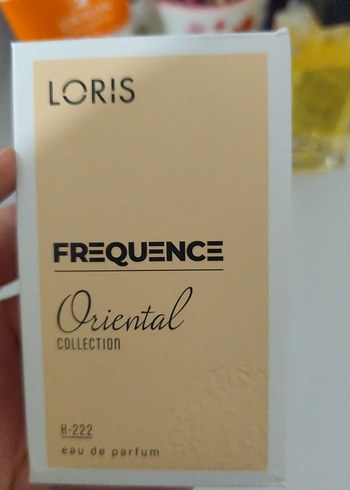 LORIS
FREQUENCE
Oriental
COLLECTION
K-222
eau de parfum